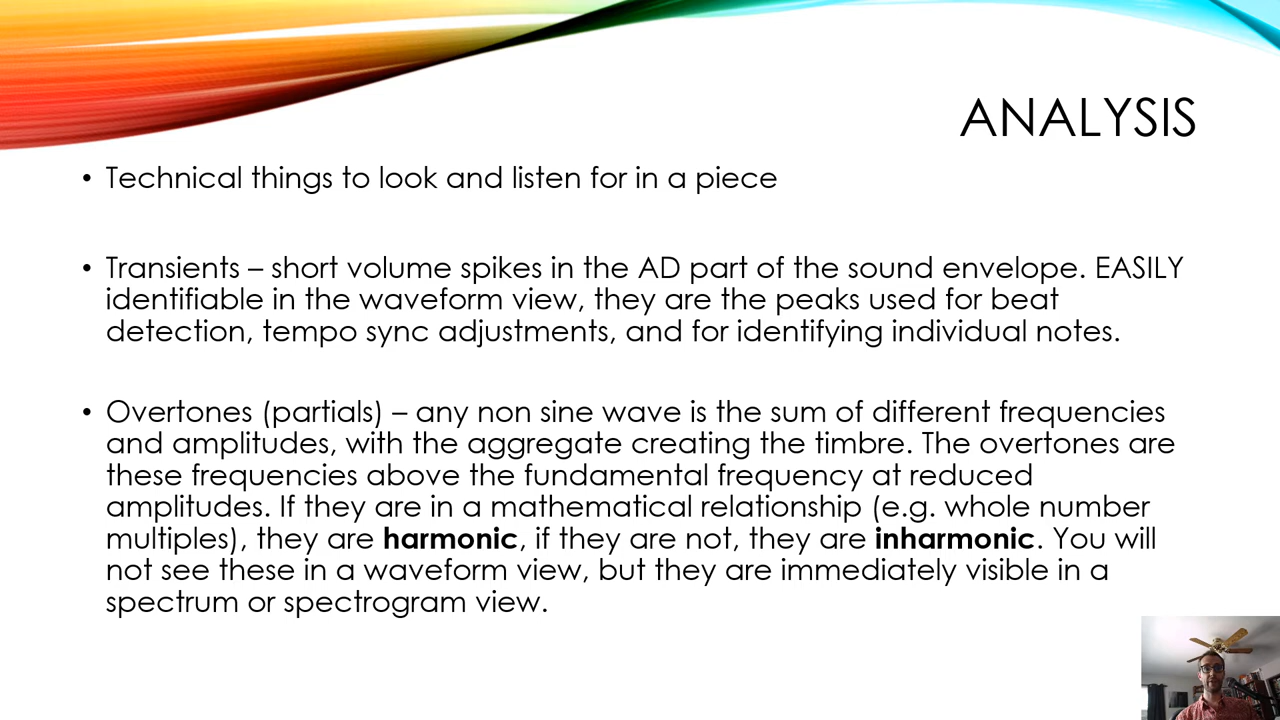 ANALYSIS
• Technical things to look and listen for in a piece
• Transients – short volume spikes in the AD part of the sound envelope. EASILY
identifiable in the waveform view, they are the peaks used for beat
detection, tempo sync adjustments, and for identifying individual notes.
• Overtones (partials) – any non sine wave is the sum of different frequencies
and amplitudes, with the aggregate creating the timbre. The overtones are
these frequencies above the fundamental frequency at reduced
amplitudes. If they are in a mathematical relationship (e.g. whole number
multiples), they are harmonic, if they are not, they are inharmonic. You will
not see these in a waveform view, but they are immediately visible in a
spectrum or spectrogram view.